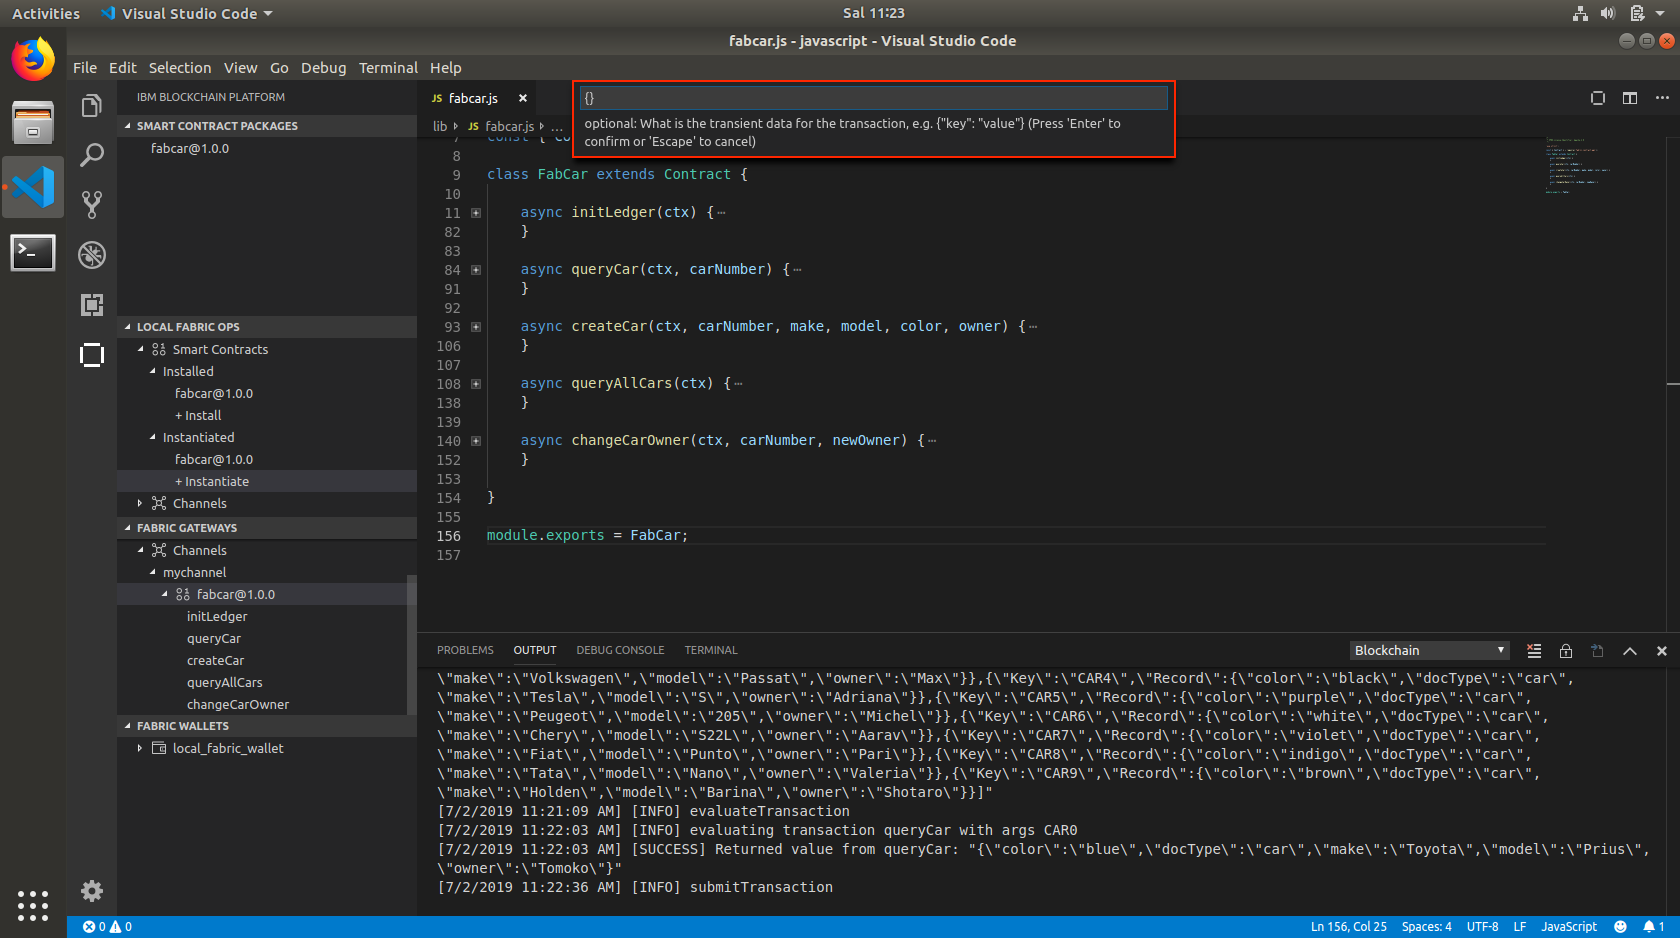 Activities
Visual Studio Code
Sal 11:23
fabcar.js - javascript - Visual Studio Code
File Edit Selection View Go Debug Terminal Help
IBM BLOCKCHAIN PLATFORM
SMART CONTRACT PACKAGES
fabcar@1.0.0
LOCAL FABRIC OPS
Smart Contracts
Installed
fabcar@1.0.0
+ Install
Instantiated
fabcar@1.0.0
+ Instantiate
Channels
FABRIC GATEWAYS
Channels
mychannel
fabcar@1.0.0
initLedger
queryCar
createCar
queryAllCars
changeCarOwner
FABRIC WALLETS
local_fabric_wallet
JS fabcar.js
lib JS fabcar.js ...
{}
optional: What is the transient data for the transaction, e.g. {"key": "value"} (Press 'Enter' to
confirm or 'Escape' to cancel)
8
9 class FabCar extends Contract {
10
11 async initLedger(ctx) {…
82 }
83
84 async queryCar(ctx, carNumber) {…
91 }
92
93 async createCar(ctx, carNumber, make, model, color, owner) {…
106 }
107
108 async queryAllCars(ctx) {…
138 }
139
140 async changeCarOwner(ctx, carNumber, newOwner) {…
152 }
153
154 }
155
156 module.exports = FabCar;
157
PROBLEMS OUTPUT DEBUG CONSOLE TERMINAL
Blockchain
\"make\":\"Volkswagen\",\"model\":\"Passat\",\"owner\":\"Max\"}},{\"Key\":\"CAR4\",\"Record\":{\"color\":\"black\",\"docType\":\"car\",
\"make\":\"Tesla\",\"model\":\"S\",\"owner\":\"Adriana\"}},{\"Key\":\"CAR5\",\"Record\":{\"color\":\"purple\",\"docType\":\"car\",
\"make\":\"Peugeot\",\"model\":\"205\",\"owner\":\"Michel\"}},{\"Key\":\"CAR6\",\"Record\":{\"color\":\"white\",\"docType\":\"car\",
\"make\":\"Chery\",\"model\":\"S22L\",\"owner\":\"Aarav\"}},{\"Key\":\"CAR7\",\"Record\":{\"color\":\"violet\",\"docType\":\"car\",
\"make\":\"Fiat\",\"model\":\"Punto\",\"owner\":\"Pari\"}},{\"Key\":\"CAR8\",\"Record\":{\"color\":\"indigo\",\"docType\":\"car\",
\"make\":\"Tata\",\"model\":\"Nano\",\"owner\":\"Valeria\"}},{\"Key\":\"CAR9\",\"Record\":{\"color\":\"brown\",\"docType\":\"car\",
\"make\":\"Holden\",\"model\":\"Barina\",\"owner\":\"Shotaro\"}}]"
[7/2/2019 11:21:09 AM] [INFO] evaluateTransaction
[7/2/2019 11:22:03 AM] [INFO] evaluating transaction queryCar with args CAR0
[7/2/2019 11:22:03 AM] [SUCCESS] Returned value from queryCar: "{\"color\":\"blue\",\"docType\":\"car\",\"make\":\"Toyota\",\"model\":\"Prius\",
\"owner\":\"Tomoko\"}"
[7/2/2019 11:22:36 AM] [INFO] submitTransaction
0 0
Ln 156, Col 25 Spaces: 4 UTF-8 LF JavaScript 1